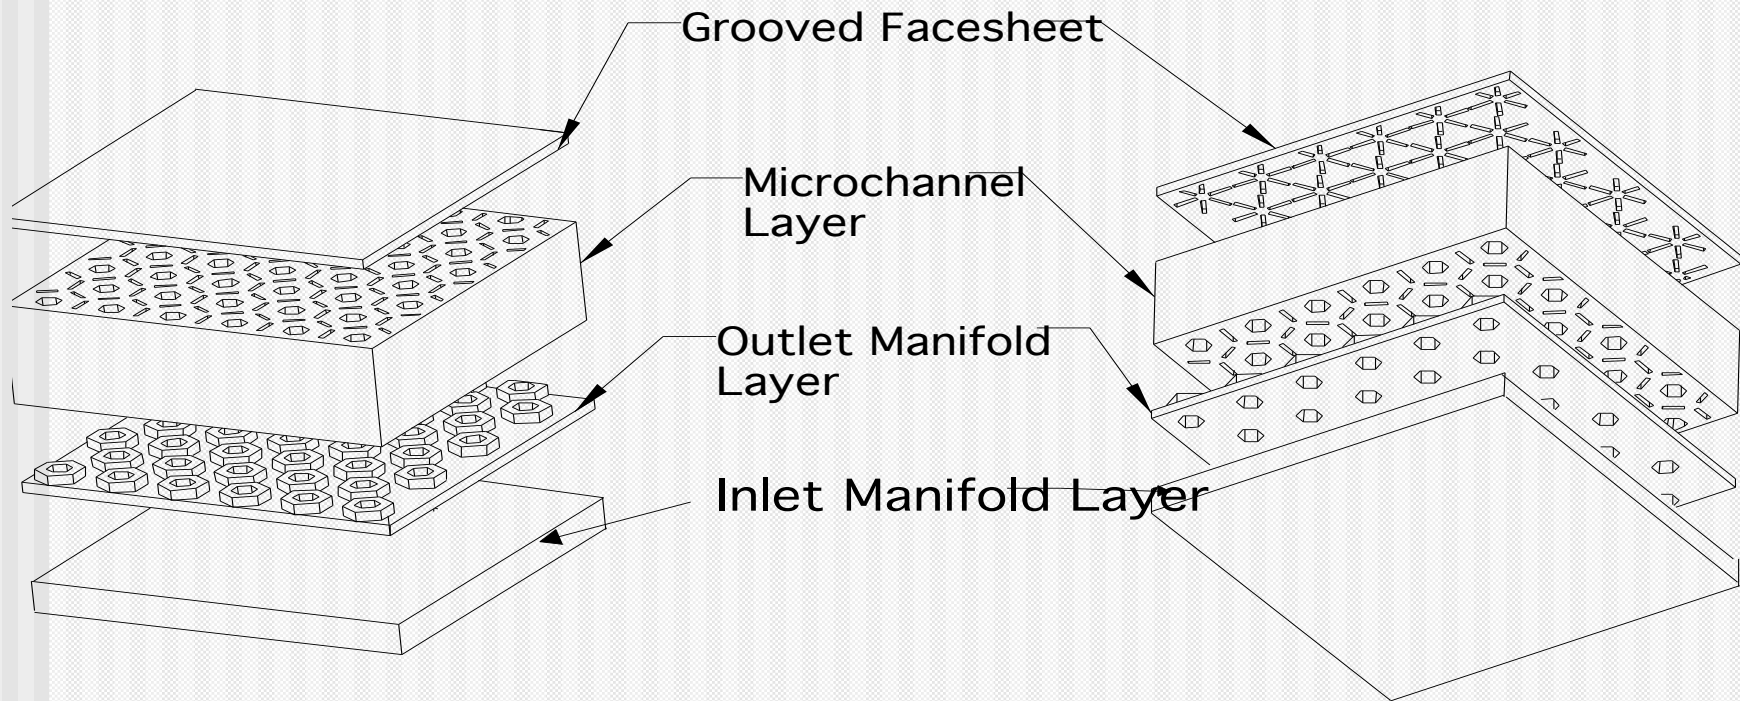 Grooved Facesheet
Microchannel
Layer
Outlet Manifold
Layer
Inlet Manifold Layer